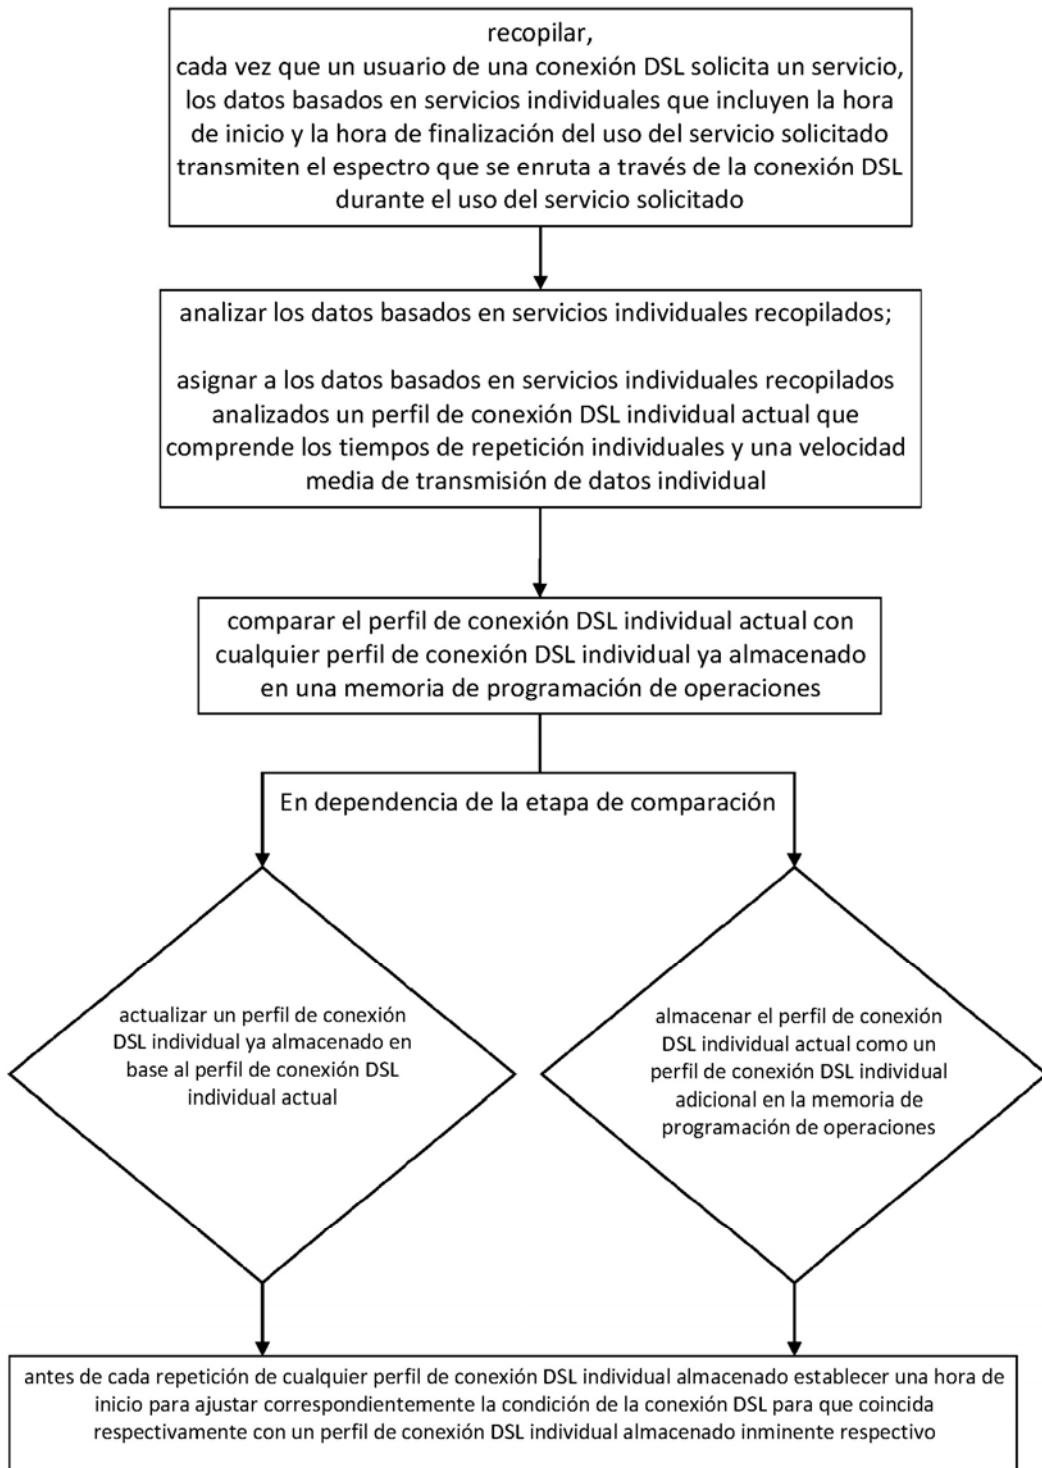 recopilar,
cada vez que un usuario de una conexión DSL solicita un servicio,
los datos basados en servicios individuales que incluyen la hora
de inicio y la hora de finalización del uso del servicio solicitado
transmiten el espectro que se enruta a través de la conexión DSL
durante el uso del servicio solicitado
analizar los datos basados en servicios individuales recopilados;
asignar a los datos basados en servicios individuales recopilados
analizados un perfil de conexión DSL individual actual que
comprende los tiempos de repetición individuales y una velocidad
media de transmisión de datos individual
comparar el perfil de conexión DSL individual actual con
cualquier perfil de conexión DSL individual ya almacenado
en una memoria de programación de operaciones
En dependencia de la etapa de comparación
actualizar un perfil de conexión
DSL individual ya almacenado en
base al perfil de conexión DSL
individual actual
almacenar el perfil de conexión
DSL individual actual como un
perfil de conexión DSL individual
adicional en la memoria de
programación de operaciones
antes de cada repetición de cualquier perfil de conexión DSL individual almacenado establecer una hora de
inicio para ajustar correspondientemente la condición de la conexión DSL para que coincida
respectivamente con un perfil de conexión DSL individual almacenado inminente respectivo